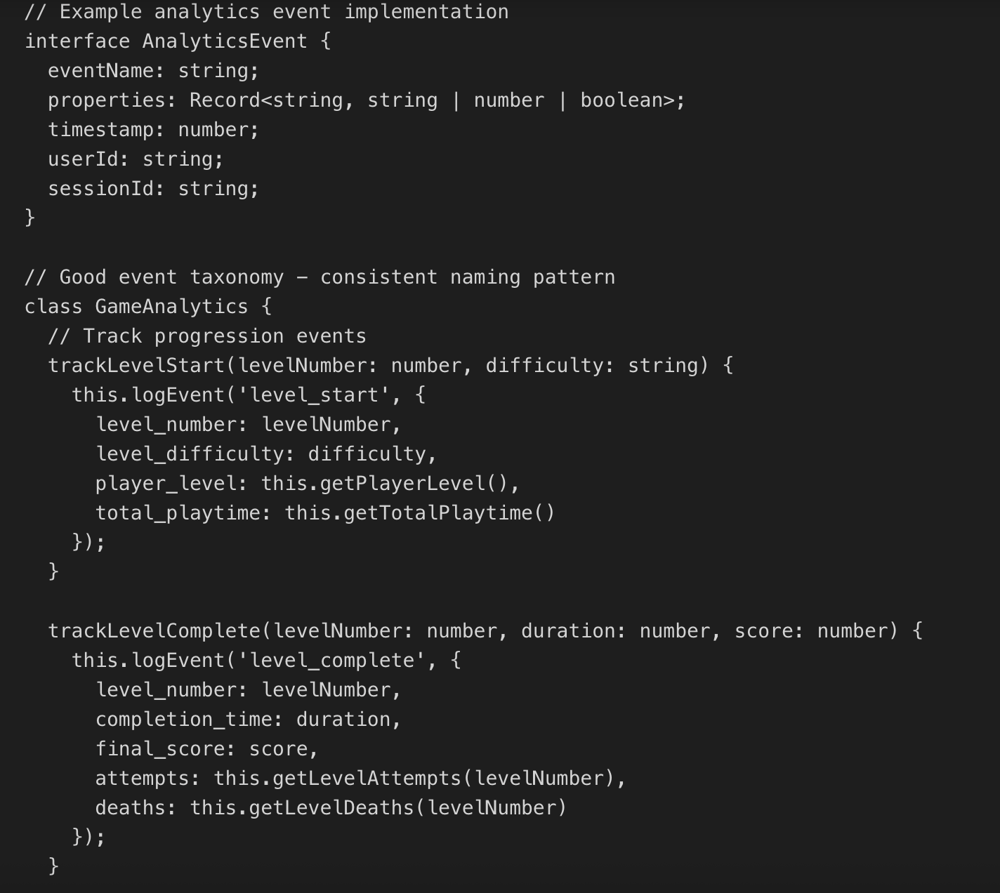 // Example analytics event implementation
interface AnalyticsEvent {
  eventName: string;
  properties: Record<string, string | number | boolean>;
  timestamp: number;
  userId: string;
  sessionId: string;
}

// Good event taxonomy – consistent naming pattern
class GameAnalytics {
  // Track progression events
  trackLevelStart(levelNumber: number, difficulty: string) {
    this.logEvent('level_start', {
      level_number: levelNumber,
      level_difficulty: difficulty,
      player_level: this.getPlayerLevel(),
      total_playtime: this.getTotalPlaytime()
    });
  }

  trackLevelComplete(levelNumber: number, duration: number, score: number) {
    this.logEvent('level_complete', {
      level_number: levelNumber,
      completion_time: duration,
      final_score: score,
      attempts: this.getLevelAttempts(levelNumber),
      deaths: this.getLevelDeaths(levelNumber)
    });
  }